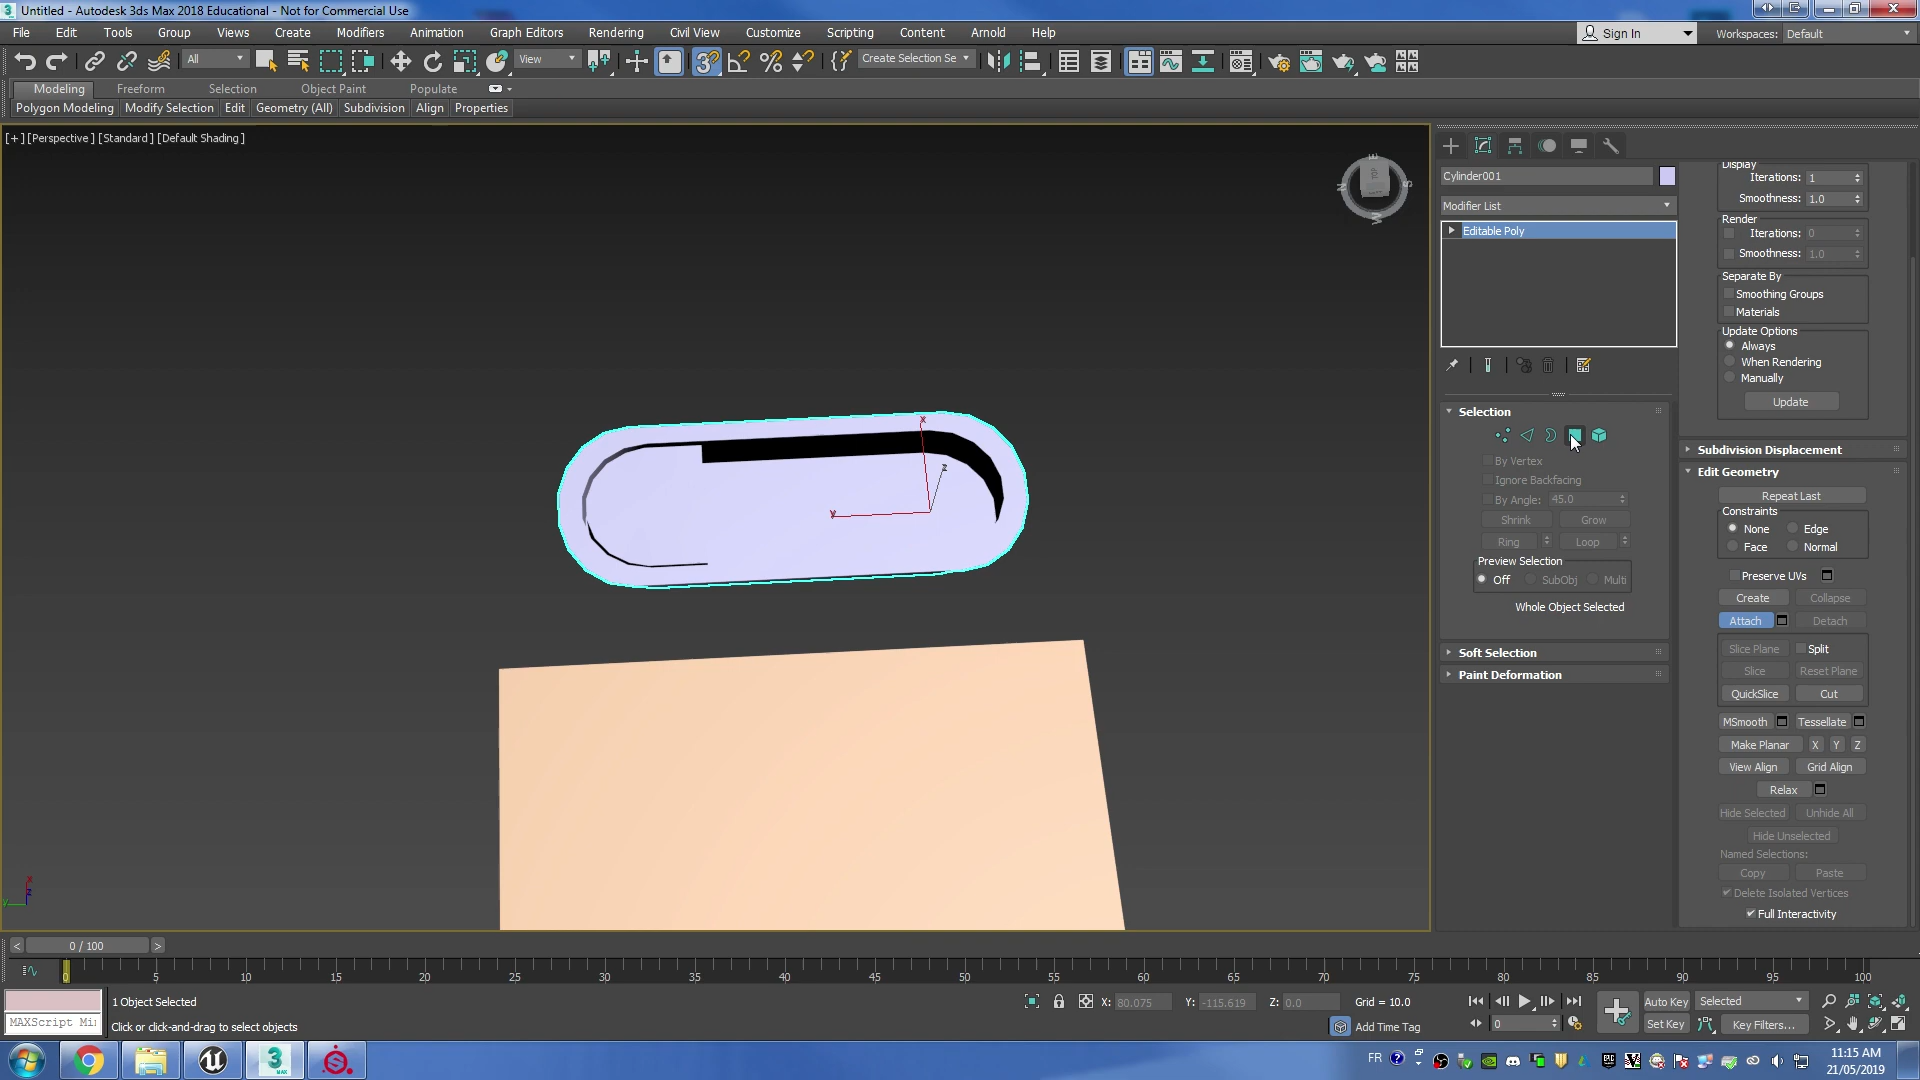 Untitled - Autodesk 3ds Max 2018 Educational - Not for Commercial Use
File Edit Tools Group Views Create Modifiers Animation Graph Editors Rendering Civil View Customize Scripting Content Arnold Help
Sign In Workspaces: Default
All View Create Selection Se
Modeling Freeform Selection Object Paint Populate
Polygon Modeling Modify Selection Edit Geometry (All) Subdivision Align Properties
[+] [Perspective] [Standard] [Default Shading]
Cylinder001
Modifier List
Editable Poly
Selection
By Vertex
Ignore Backfacing
By Angle: 45.0
Shrink Grow
Ring Loop
Preview Selection
Off SubObj Multi
Whole Object Selected
Soft Selection
Paint Deformation
Display
Iterations: 1
Smoothness: 1.0
Render
Iterations: 0
Smoothness: 1.0
Separate By
Smoothing Groups
Materials
Update Options
Always
When Rendering
Manually
Update
Subdivision Displacement
Edit Geometry
Repeat Last
Constraints
None Edge
Face Normal
Preserve UVs
Create Collapse
Attach Detach
Slice Plane Split
Slice Reset Plane
QuickSlice Cut
MSmooth Tessellate
Make Planar X Y Z
View Align Grid Align
Relax
Hide Selected Unhide All
Hide Unselected
Named Selections:
Copy Paste
Delete Isolated Vertices
Full Interactivity
x
z
y
E
N S
W
TOP
x
z
y
< 0 / 100 >
0 5 10 15 20 25 30 35 40 45 50 55 60 65 70 75 80 85 90 95 100
1 Object Selected
X: 80.075 Y: -115.619 Z: 0.0 Grid = 10.0
Auto Key Selected
MAXScript Mi
Click or click-and-drag to select objects
Add Time Tag
0
Set Key Key Filters...
FR
11:15 AM
21/05/2019